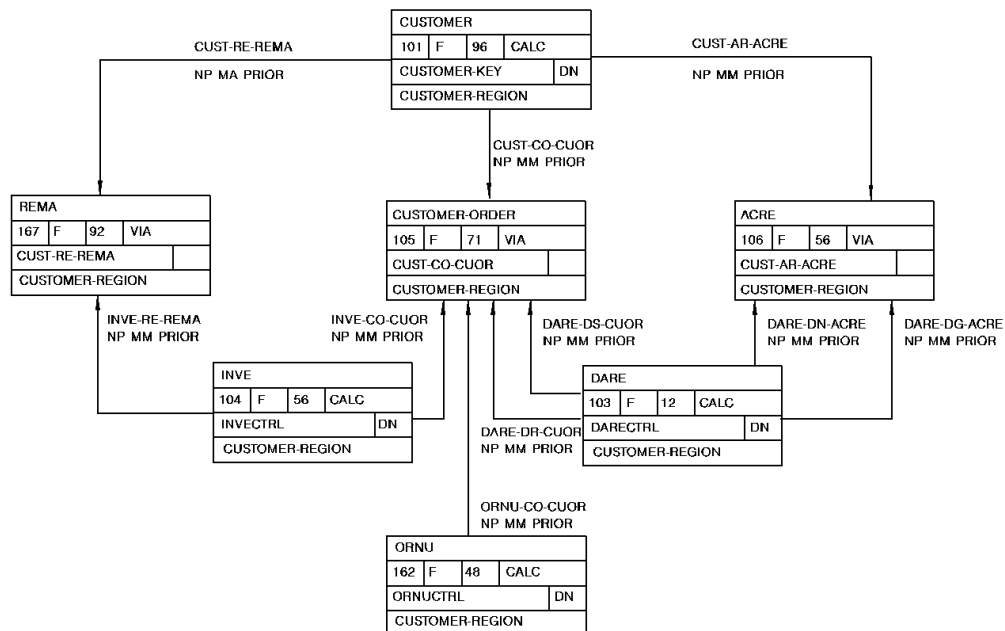 CUSTOMER
101 F 96 CALC
CUSTOMER-KEY DN
CUSTOMER-REGION
CUST-RE-REMA
NP MA PRIOR
CUST-AR-ACRE
NP MM PRIOR
CUST-CO-CUOR
NP MM PRIOR
REMA
167 F 92 VIA
CUST-RE-REMA
CUSTOMER-REGION
CUSTOMER-ORDER
105 F 71 VIA
CUST-CO-CUOR
CUSTOMER-REGION
ACRE
106 F 56 VIA
CUST-AR-ACRE
CUSTOMER-REGION
INVE-RE-REMA
NP MM PRIOR
INVE-CO-CUOR
NP MM PRIOR
DARE-DS-CUOR
NP MM PRIOR
DARE-DN-ACRE
NP MM PRIOR
DARE-DG-ACRE
NP MM PRIOR
INVE
104 F 56 CALC
INVECTRL DN
CUSTOMER-REGION
DARE
103 F 12 CALC
DARECTRL DN
CUSTOMER-REGION
DARE-DR-CUOR
NP MM PRIOR
ORNU-CO-CUOR
NP MM PRIOR
ORNU
162 F 48 CALC
ORNUCTRL DN
CUSTOMER-REGION